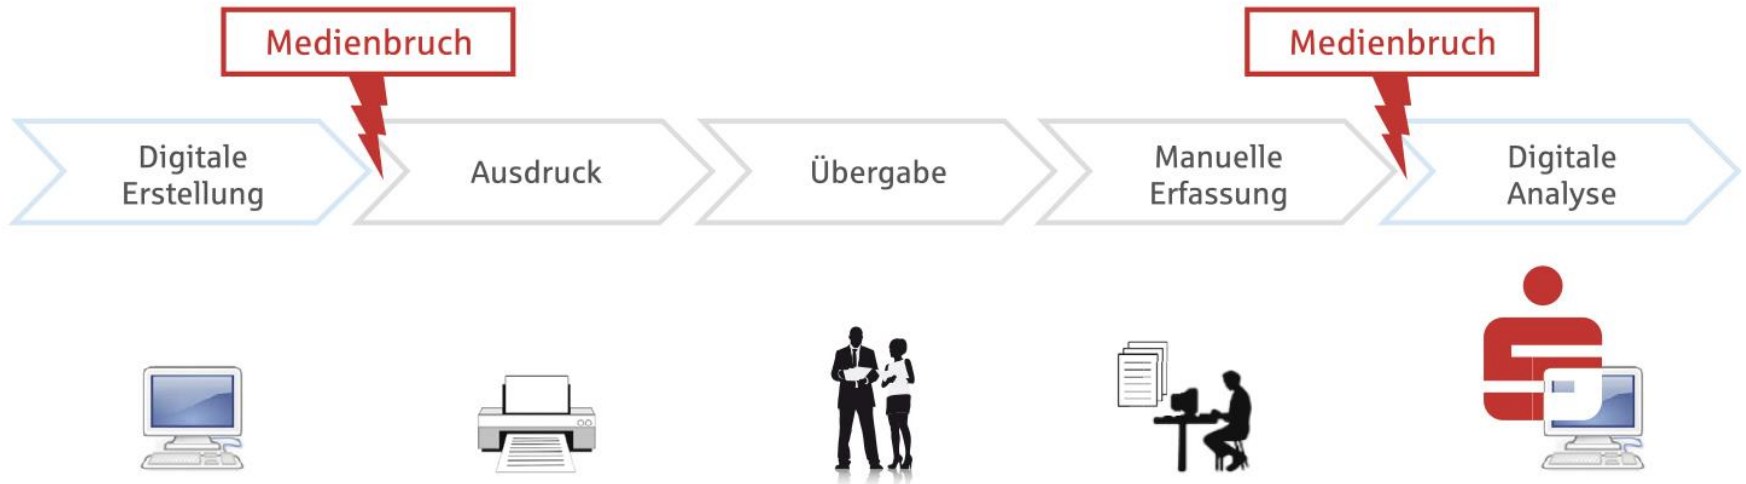 Medienbruch
Medienbruch
Digitale
Erstellung
Ausdruck
Übergabe
Manuelle
Erfassung
Digitale
Analyse